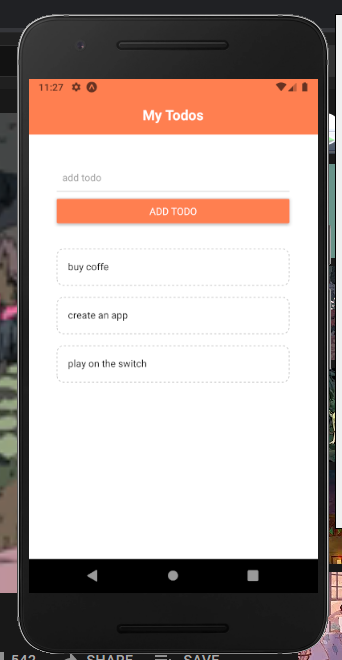 11:27
My Todos
add todo
ADD TODO
buy coffe
create an app
play on the switch
542 SHARE SAVE